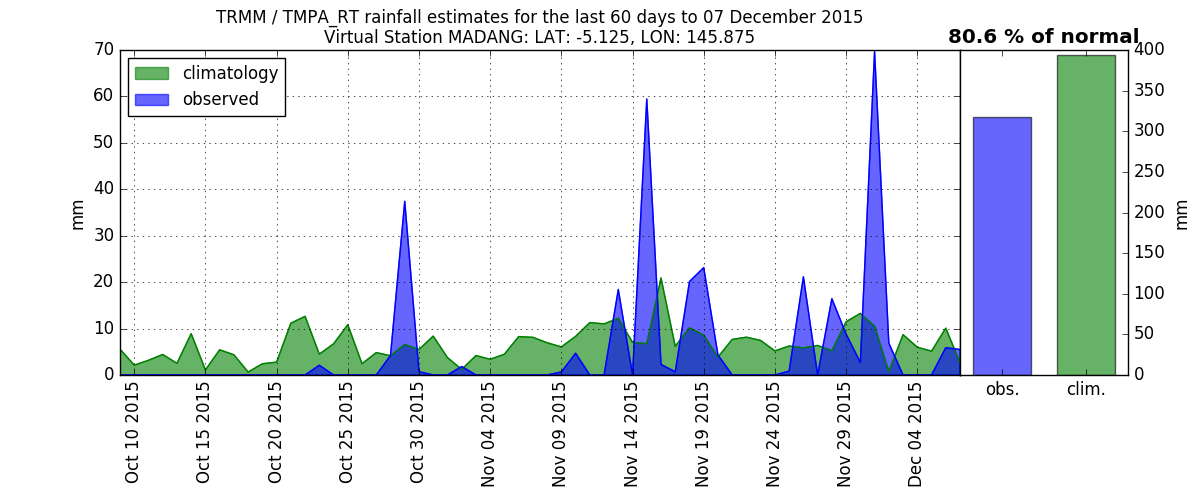 TRMM / TMPA_RT rainfall estimates for the last 60 days to 07 December 2015
Virtual Station MADANG: LAT: -5.125, LON: 145.875
80.6 % of normal
climatology
observed
70
60
50
40
30
20
10
0
mm
400
350
300
250
200
150
100
50
0
mm
Oct 10 2015
Oct 15 2015
Oct 20 2015
Oct 25 2015
Oct 30 2015
Nov 04 2015
Nov 09 2015
Nov 14 2015
Nov 19 2015
Nov 24 2015
Nov 29 2015
Dec 04 2015
obs.
clim.